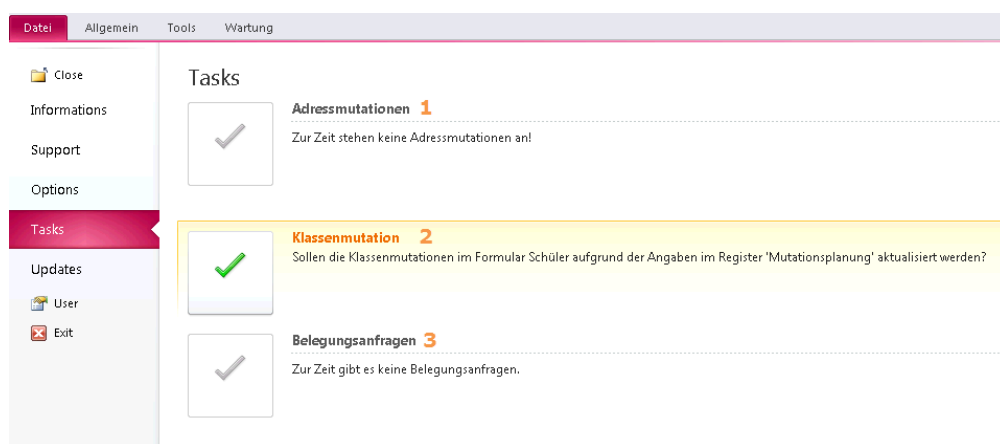 Datei Allgemein Tools Wartung
Close
Informations
Support
Options
Tasks
Updates
User
Exit
Tasks
Adressmutationen 1
Zur Zeit stehen keine Adressmutationen an!
Klassenmutation 2
Sollen die Klassenmutationen im Formular Schüler aufgrund der Angaben im Register 'Mutationsplanung' aktualisiert werden?
Belegungsanfragen 3
Zur Zeit gibt es keine Belegungsanfragen.